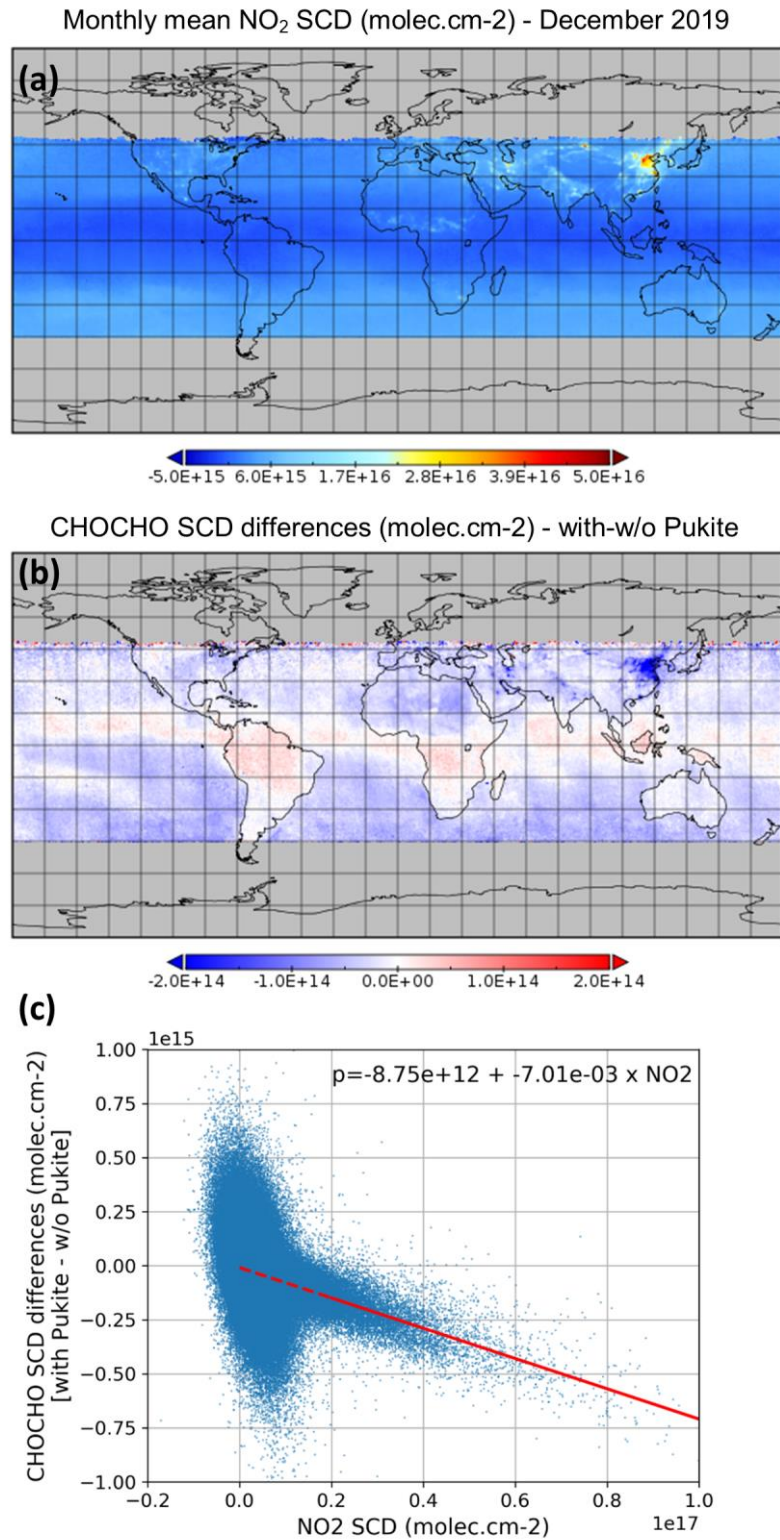 Monthly mean NO₂ SCD (molec.cm-2) - December 2019
(a)
-5.0E+15 6.0E+15 1.7E+16 2.8E+16 3.9E+16 5.0E+16
CHOCHO SCD differences (molec.cm-2) - with-w/o Pukite
(b)
-2.0E+14 -1.0E+14 0.0E+00 1.0E+14 2.0E+14
(c)
1e15
p=-8.75e+12 + -7.01e-03 x NO2
CHOCHO SCD differences (molec.cm-2)
[with Pukite - w/o Pukite]
1.00
0.75
0.50
0.25
0.00
−0.25
−0.50
−0.75
−1.00
−0.2 0.0 0.2 0.4 0.6 0.8 1.0
1e17
NO2 SCD (molec.cm-2)